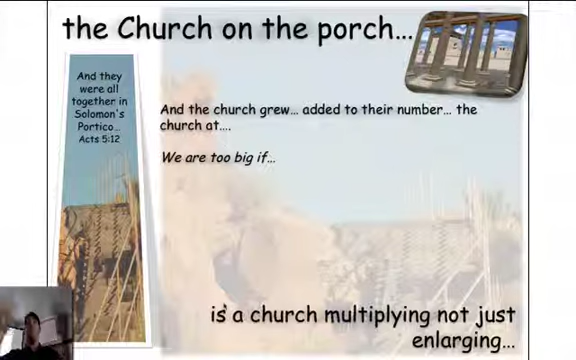 the Church on the porch...
And they
were all
together in
Solomon's
Portico...
Acts 5:12
And the church grew... added to their number... the
church at....
We are too big if...
is a church multiplying not just
enlarging...